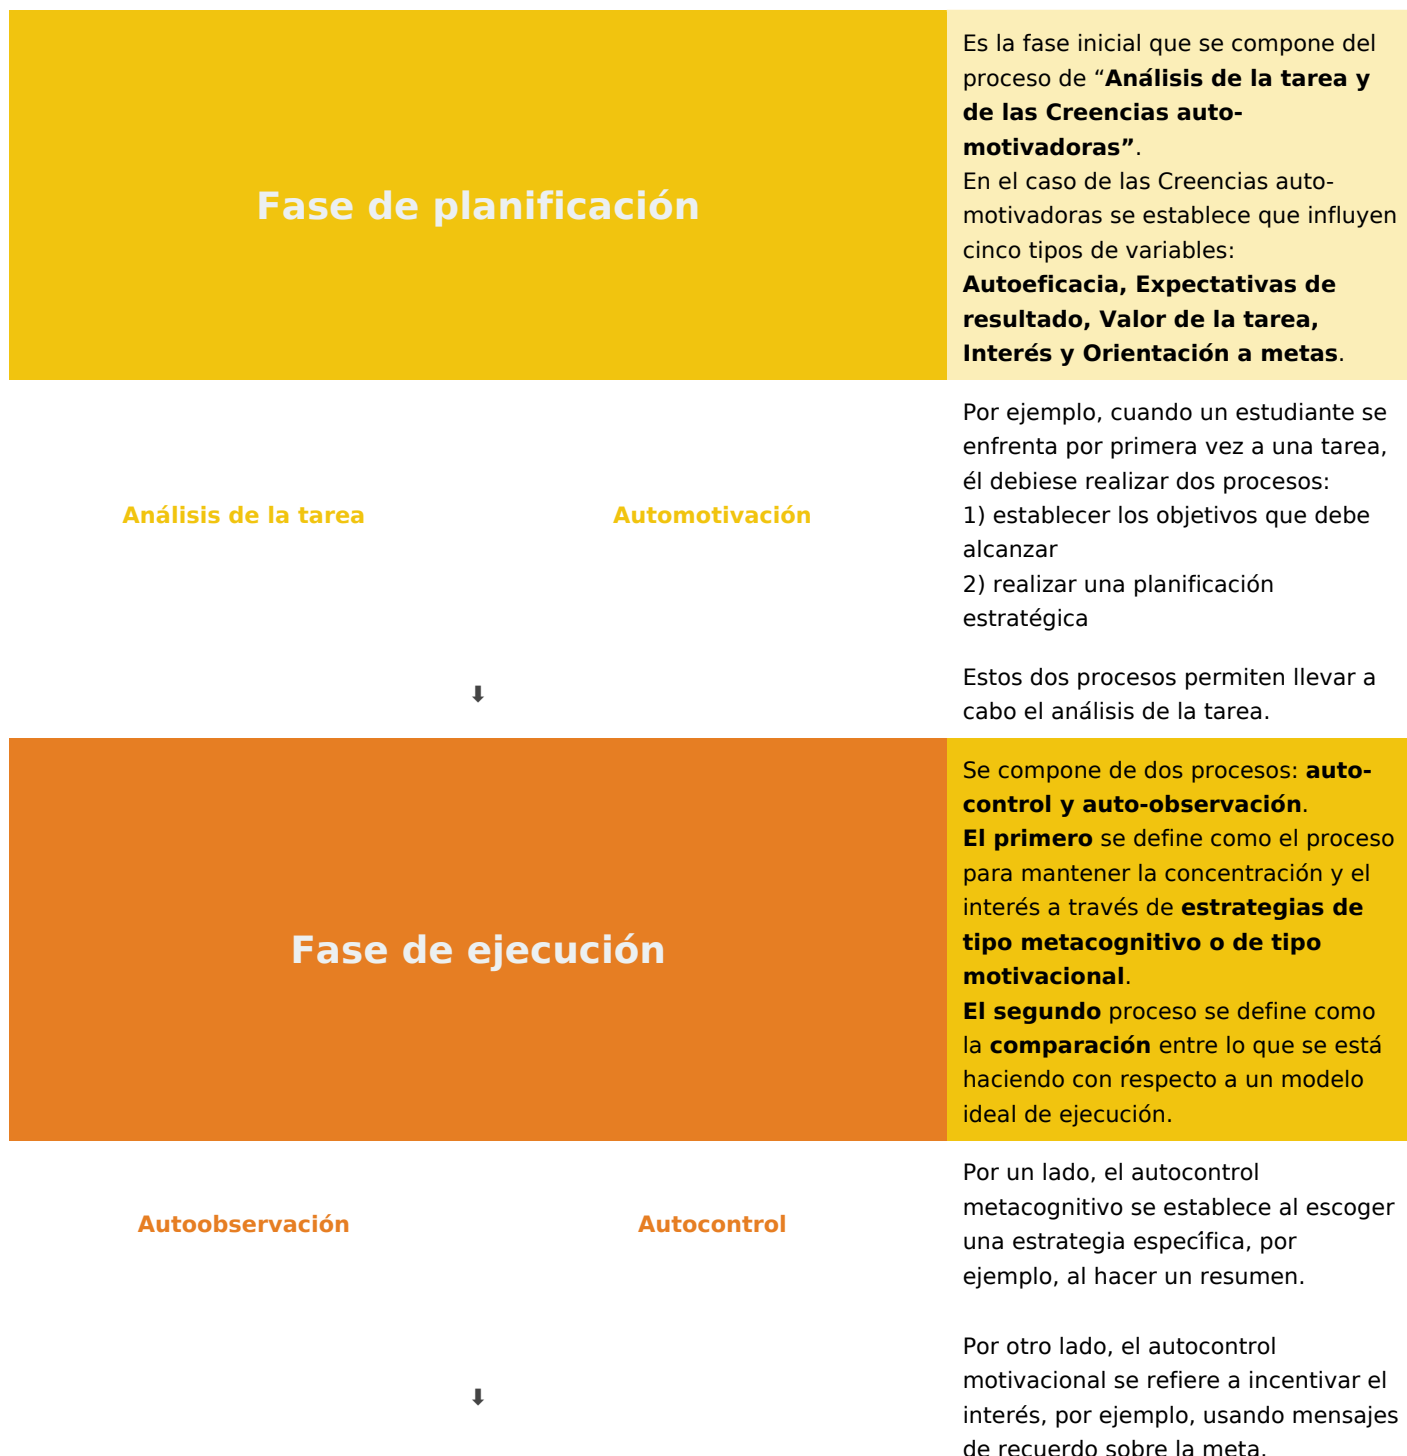 Fase de planificación
Es la fase inicial que se compone del
proceso de “Análisis de la tarea y
de las Creencias auto-
motivadoras”.
En el caso de las Creencias auto-
motivadoras se establece que influyen
cinco tipos de variables:
Autoeficacia, Expectativas de
resultado, Valor de la tarea,
Interés y Orientación a metas.
Análisis de la tarea
Automotivación
Por ejemplo, cuando un estudiante se
enfrenta por primera vez a una tarea,
él debiese realizar dos procesos:
1) establecer los objetivos que debe
alcanzar
2) realizar una planificación
estratégica
Estos dos procesos permiten llevar a
cabo el análisis de la tarea.
Fase de ejecución
Se compone de dos procesos: auto-
control y auto-observación.
El primero se define como el proceso
para mantener la concentración y el
interés a través de estrategias de
tipo metacognitivo o de tipo
motivacional.
El segundo proceso se define como
la comparación entre lo que se está
haciendo con respecto a un modelo
ideal de ejecución.
Autoobservación
Autocontrol
Por un lado, el autocontrol
metacognitivo se establece al escoger
una estrategia específica, por
ejemplo, al hacer un resumen.
Por otro lado, el autocontrol
motivacional se refiere a incentivar el
interés, por ejemplo, usando mensajes
de recuerdo sobre la meta.